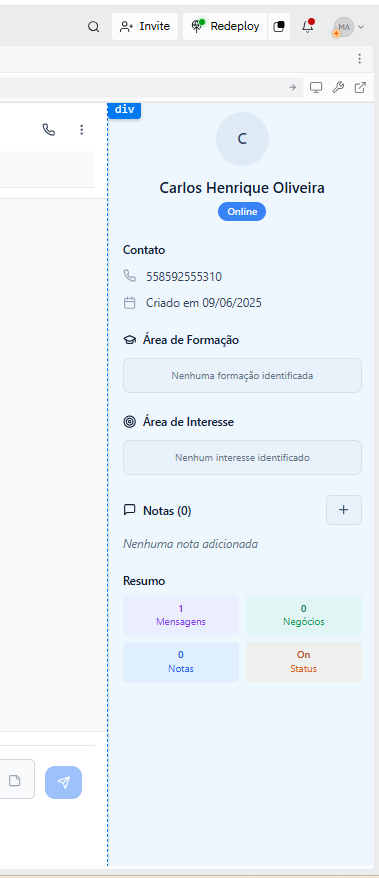 Invite
Redeploy
MA
div
C
Carlos Henrique Oliveira
Online
Contato
558592555310
Criado em 09/06/2025
Área de Formação
Nenhuma formação identificada
Área de Interesse
Nenhum interesse identificado
Notas (0)
+
Nenhuma nota adicionada
Resumo
1
Mensagens
0
Negócios
0
Notas
On
Status